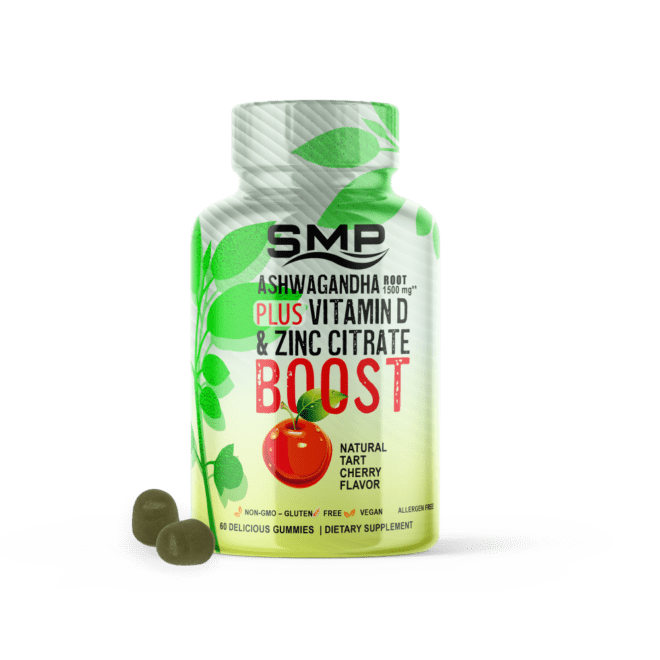 SMP
ASHWAGANDHA ROOT 1500 mg**
PLUS VITAMIN D
& ZINC CITRATE
BOOST
NATURAL
TART
CHERRY
FLAVOR
NON-GMO – GLUTEN FREE VEGAN ALLERGEN FREE
60 DELICIOUS GUMMIES | DIETARY SUPPLEMENT